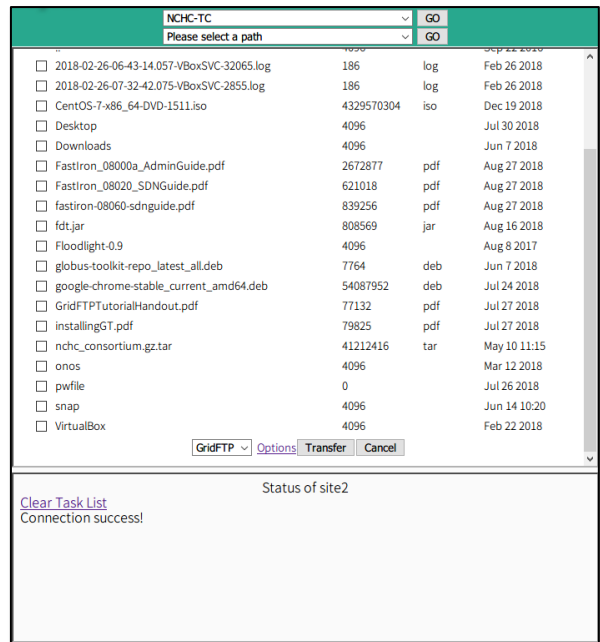 NCHC-TC GO
Please select a path GO
.. 4096 Sep 22 2016
2018-02-26-06-43-14.057-VBoxSVC-32065.log 186 log Feb 26 2018
2018-02-26-07-32-42.075-VBoxSVC-2855.log 186 log Feb 26 2018
CentOS-7-x86_64-DVD-1511.iso 4329570304 iso Dec 19 2018
Desktop 4096 Jul 30 2018
Downloads 4096 Jun 7 2018
FastIron_08000a_AdminGuide.pdf 2672877 pdf Aug 27 2018
FastIron_08020_SDNGuide.pdf 621018 pdf Aug 27 2018
fastiron-08060-sdnguide.pdf 839256 pdf Aug 27 2018
fdt.jar 808569 jar Aug 16 2018
Floodlight-0.9 4096 Aug 8 2017
globus-toolkit-repo_latest_all.deb 7764 deb Jun 7 2018
google-chrome-stable_current_amd64.deb 54087952 deb Jul 24 2018
GridFTPTutorialHandout.pdf 77132 pdf Jul 27 2018
installingGT.pdf 79825 pdf Jul 27 2018
nchc_consortium.gz.tar 41212416 tar May 10 11:15
onos 4096 Mar 12 2018
pwfile 0 Jul 26 2018
snap 4096 Jun 14 10:20
VirtualBox 4096 Feb 22 2018
GridFTP Options Transfer Cancel
Status of site2
Clear Task List
Connection success!